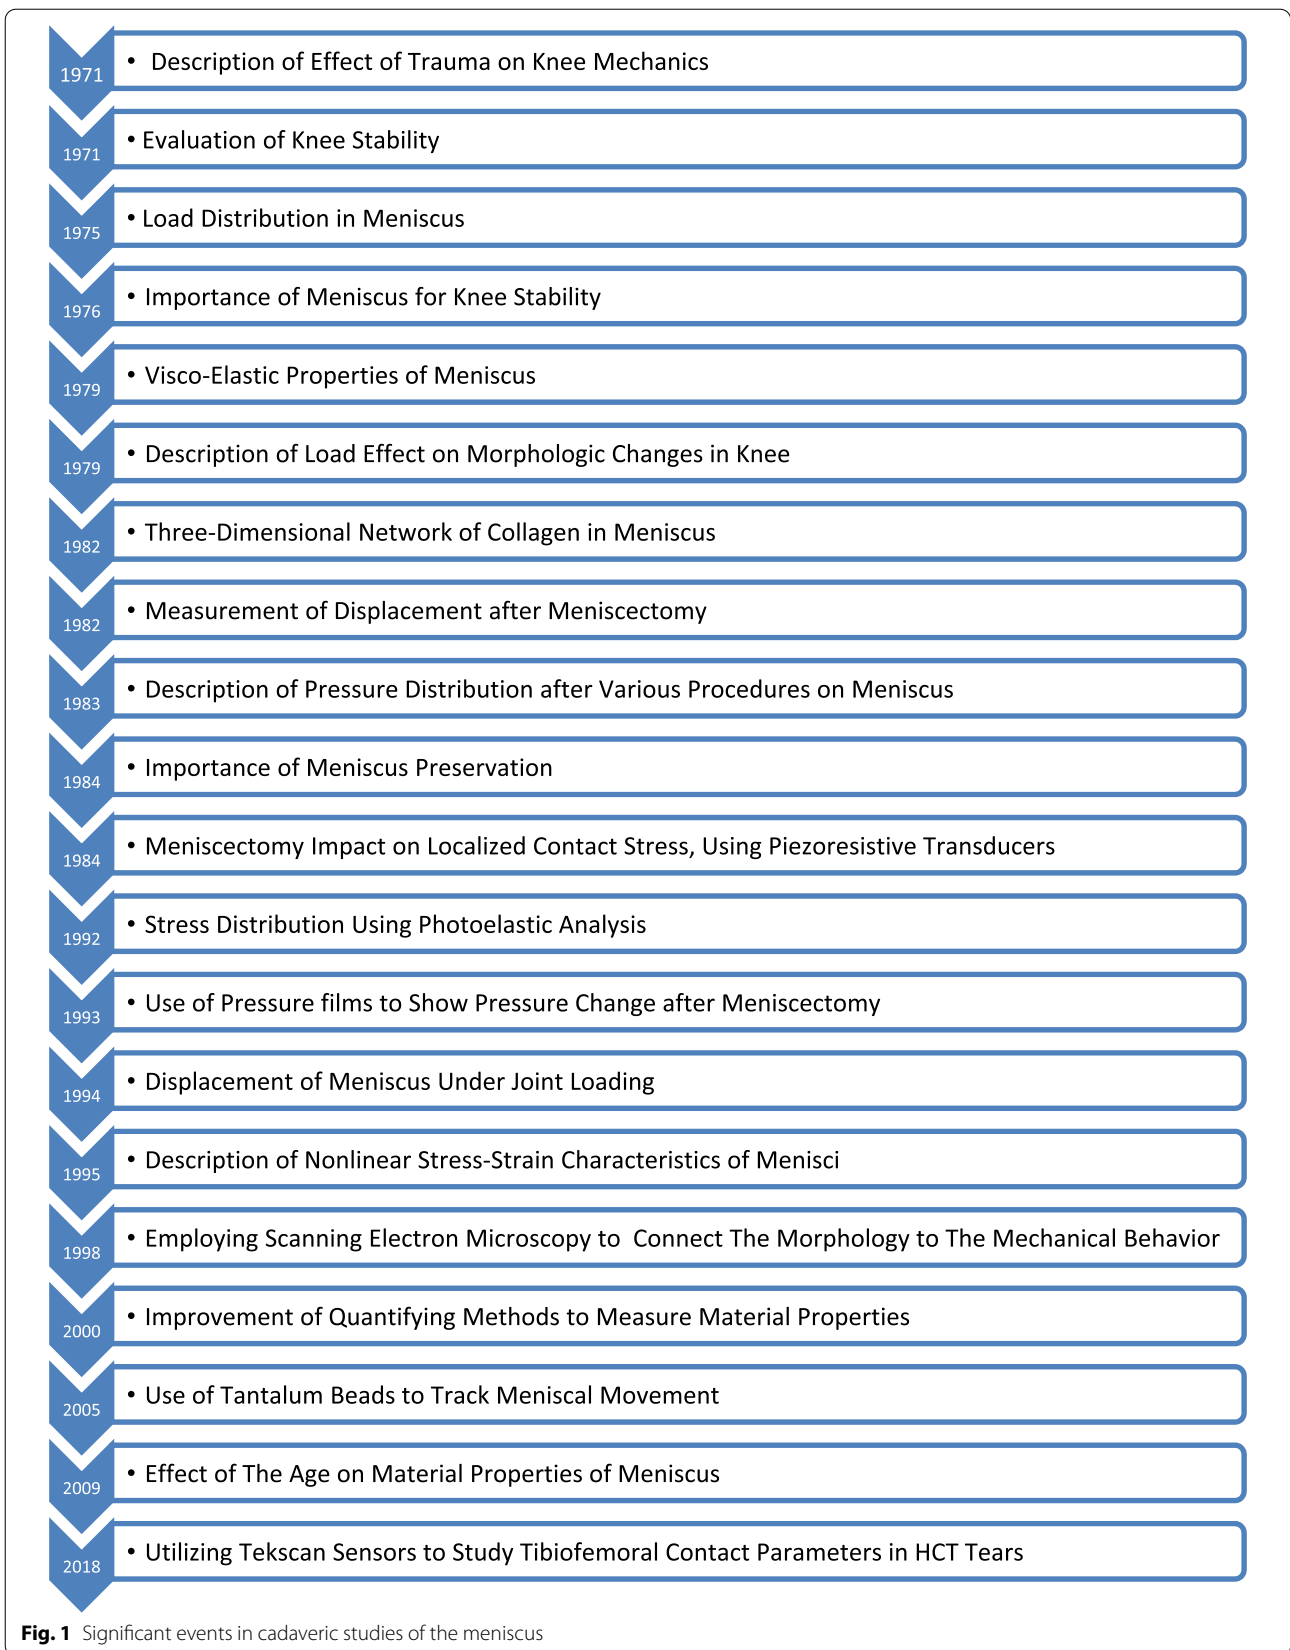 1971
• Description of Effect of Trauma on Knee Mechanics
1971
• Evaluation of Knee Stability
1975
• Load Distribution in Meniscus
1976
• Importance of Meniscus for Knee Stability
1979
• Visco-Elastic Properties of Meniscus
1979
• Description of Load Effect on Morphologic Changes in Knee
1982
• Three-Dimensional Network of Collagen in Meniscus
1982
• Measurement of Displacement after Meniscectomy
1983
• Description of Pressure Distribution after Various Procedures on Meniscus
1984
• Importance of Meniscus Preservation
1984
• Meniscectomy Impact on Localized Contact Stress, Using Piezoresistive Transducers
1992
• Stress Distribution Using Photoelastic Analysis
1993
• Use of Pressure films to Show Pressure Change after Meniscectomy
1994
• Displacement of Meniscus Under Joint Loading
1995
• Description of Nonlinear Stress-Strain Characteristics of Menisci
1998
• Employing Scanning Electron Microscopy to Connect The Morphology to The Mechanical Behavior
2000
• Improvement of Quantifying Methods to Measure Material Properties
2005
• Use of Tantalum Beads to Track Meniscal Movement
2009
• Effect of The Age on Material Properties of Meniscus
2018
• Utilizing Tekscan Sensors to Study Tibiofemoral Contact Parameters in HCT Tears
Fig. 1 Significant events in cadaveric studies of the meniscus